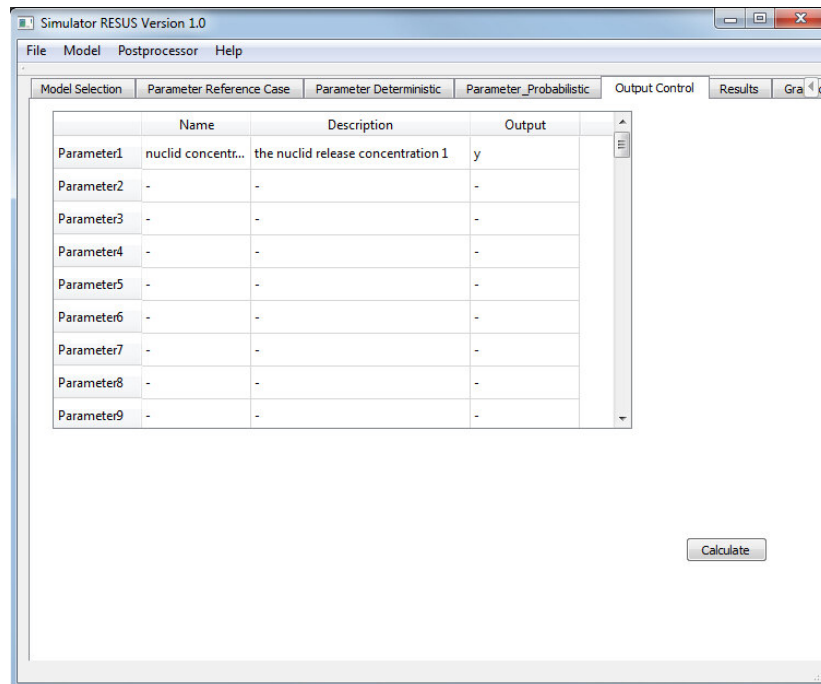 Simulator RESUS Version 1.0
File Model Postprocessor Help
Model Selection Parameter Reference Case Parameter Deterministic Parameter_Probabilistic Output Control Results Gra
Name Description Output
Parameter1 nuclid concentr... the nuclid release concentration 1 y
Parameter2 - - -
Parameter3 - - -
Parameter4 - - -
Parameter5 - - -
Parameter6 - - -
Parameter7 - - -
Parameter8 - - -
Parameter9 - - -
Calculate